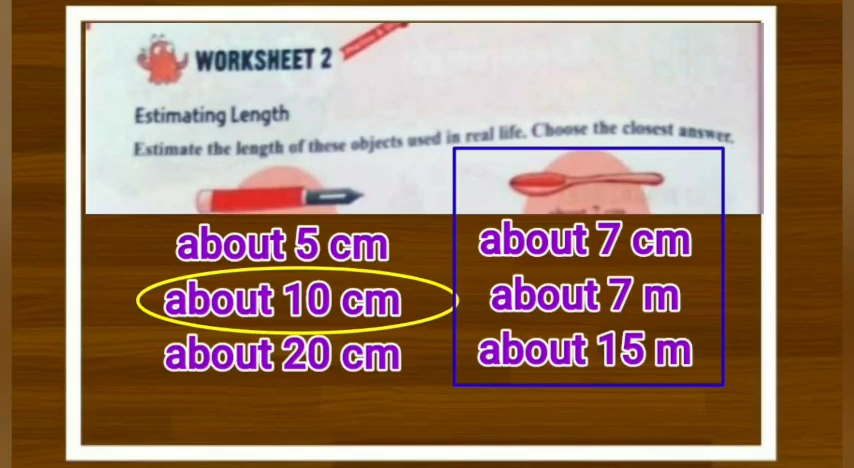 WORKSHEET 2
Estimating Length
Estimate the length of these objects used in real life. Choose the closest answer.
about 5 cm
about 10 cm
about 20 cm
about 7 cm
about 7 m
about 15 m